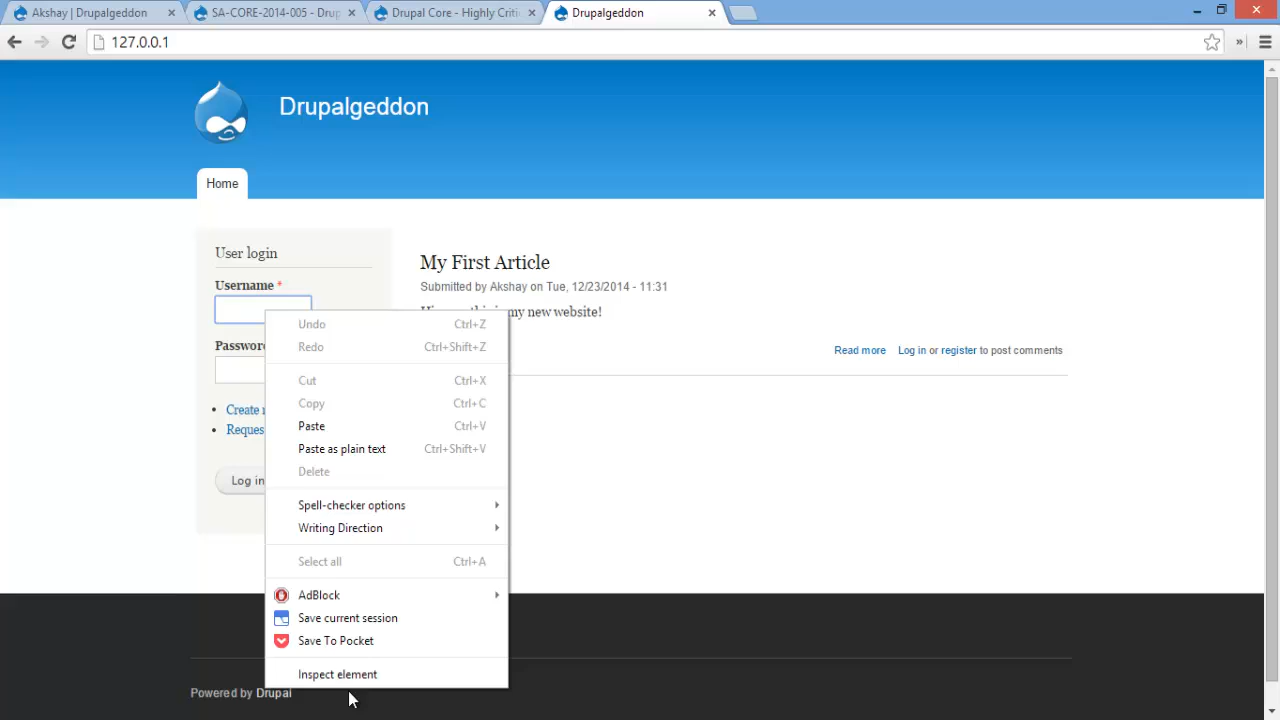 Akshay | Drupalgeddon
SA-CORE-2014-005 - Drup
Drupal Core - Highly Critic
Drupalgeddon
127.0.0.1
Drupalgeddon
Home
User login
Username *
Password
Create
Reques
Log in
My First Article
Submitted by Akshay on Tue, 12/23/2014 - 11:31
my new website!
Read more Log in or register to post comments
Undo Ctrl+Z
Redo Ctrl+Shift+Z
Cut Ctrl+X
Copy Ctrl+C
Paste Ctrl+V
Paste as plain text Ctrl+Shift+V
Delete
Spell-checker options
Writing Direction
Select all Ctrl+A
AdBlock
Save current session
Save To Pocket
Inspect element
Powered by Drupal